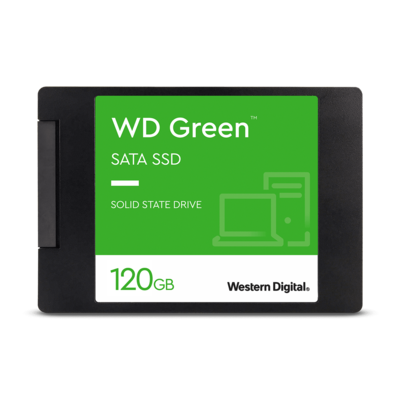 WD Green™
SATA SSD
SOLID STATE DRIVE
120GB
Western Digital®